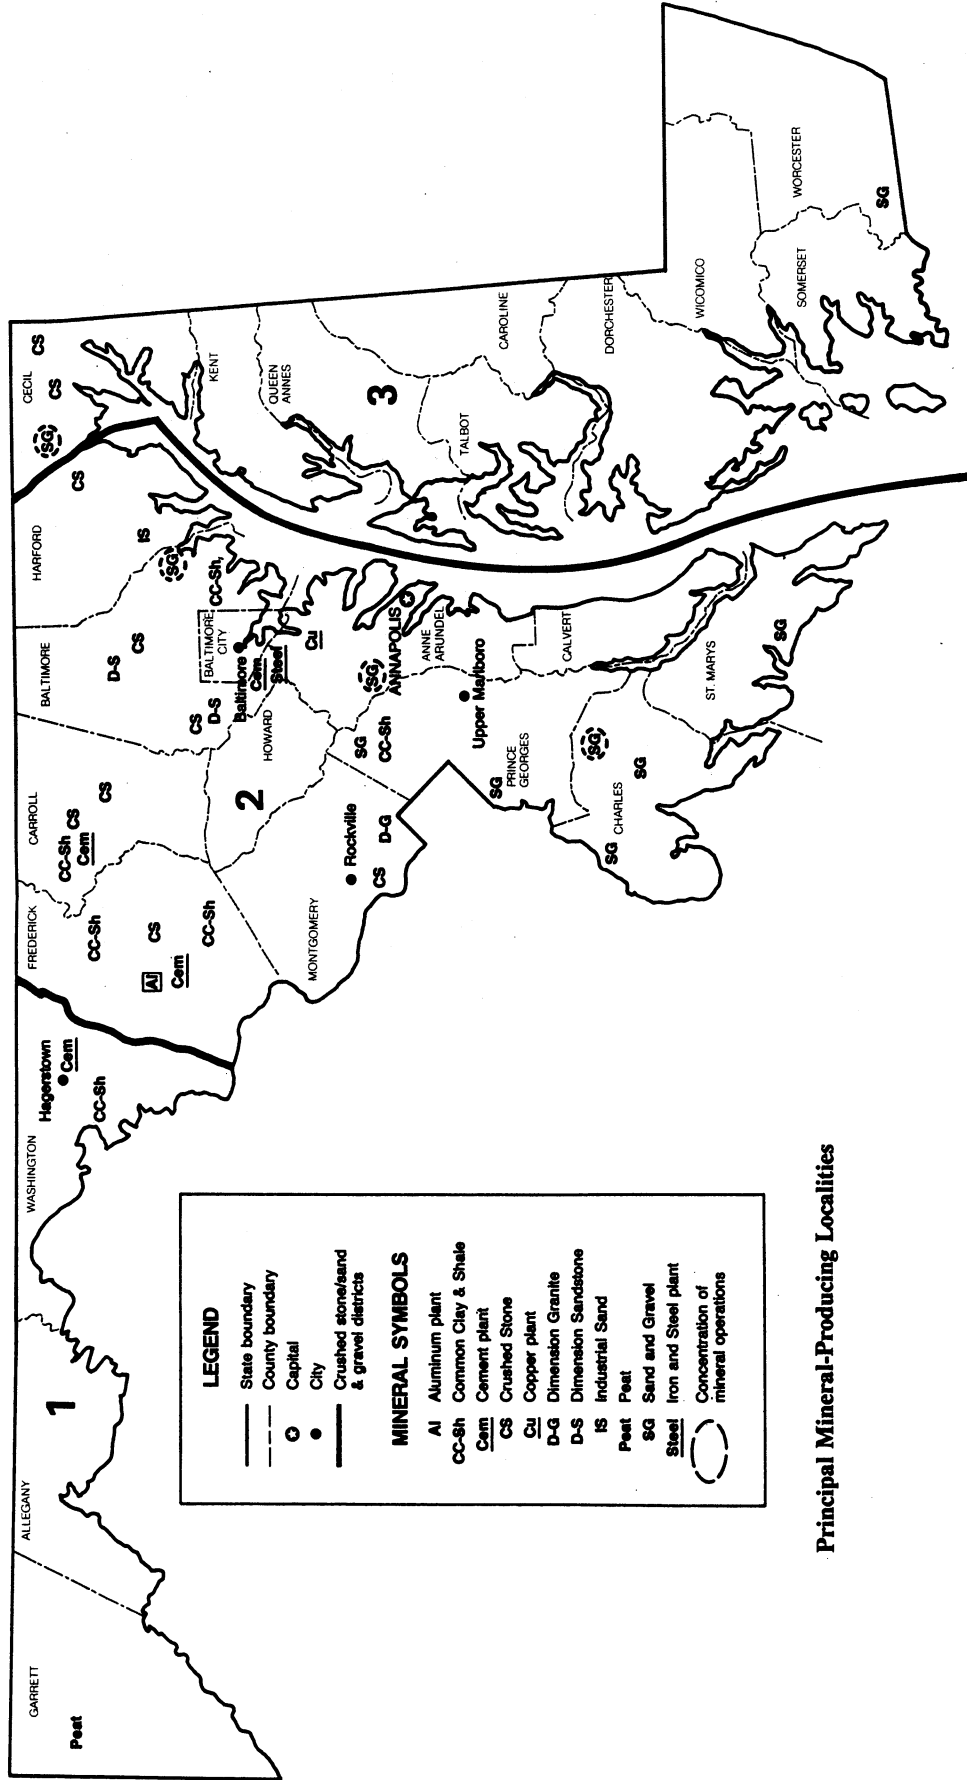 GARRETT
Peat
ALLEGANY
1
WASHINGTON
Hagerstown
Cem
CC-Sh
FREDERICK
CC-Sh
Al
CS
Cem
CC-Sh
CARROLL
CC-Sh
CS
Cem
CS
BALTIMORE
D-S
CS
CS
D-S
HARFORD
CS
IS
SG
CECIL
CS
CS
SG
BALTIMORE
CITY
CC-Sh,
Baltimore
Cem
Steel
Cu
HOWARD
2
MONTGOMERY
Rockville
CS
D-G
SG
CC-Sh
SG
ANNAPOLIS
ANNE
ARUNDEL
Upper Marlboro
SG
PRINCE
GEORGES
CALVERT
SG
CHARLES
SG
SG
ST. MARYS
SG
KENT
QUEEN
ANNES
3
TALBOT
CAROLINE
DORCHESTER
WICOMICO
SOMERSET
WORCESTER
SG
LEGEND
State boundary
County boundary
Capital
City
Crushed stone/sand
& gravel districts
MINERAL SYMBOLS
Al Aluminum plant
CC-Sh Common Clay & Shale
Cem Cement plant
CS Crushed Stone
Cu Copper plant
D-G Dimension Granite
D-S Dimension Sandstone
IS Industrial Sand
Peat Peat
SG Sand and Gravel
Steel Iron and Steel plant
Concentration of
mineral operations
Principal Mineral-Producing Localities